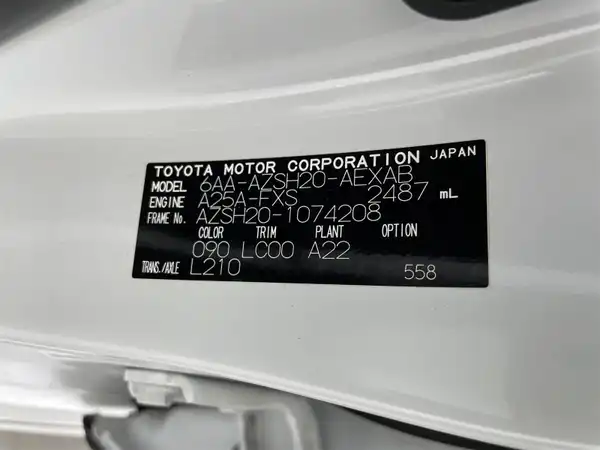 TOYOTA MOTOR CORPORATION JAPAN
MODEL 6AA-AZSH20-AEXAB
ENGINE A25A-FXS 2487 mL
FRAME No. AZSH20-1074208
COLOR TRIM PLANT OPTION
090 LC00 A22
TRANS./AXLE L210 558